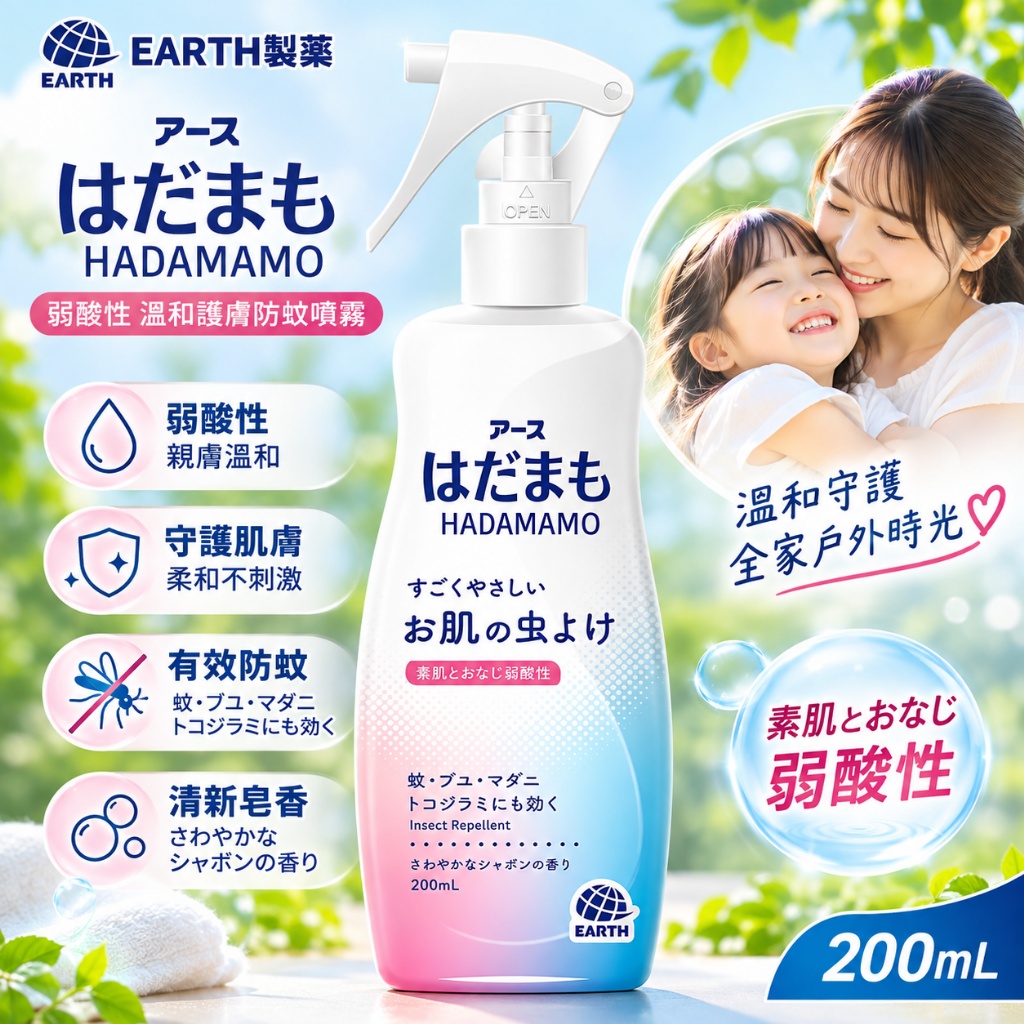 EARTH
EARTH製薬
アース
はだまも
HADAMAMO
弱酸性 溫和護膚防蚊噴霧
弱酸性
親膚溫和
守護肌膚
柔和不刺激
有效防蚊
蚊・ブユ・マダニ
トコジラミにも効く
清新皂香
さわやかな
シャボンの香り
OPEN
アース
はだまも
HADAMAMO
すごくやさしい
お肌の虫よけ
素肌とおなじ弱酸性
蚊・ブユ・マダニ
トコジラミにも効く
Insect Repellent
さわやかなシャボンの香り
200mL
EARTH
溫和守護
全家戶外時光
素肌とおなじ
弱酸性
200mL